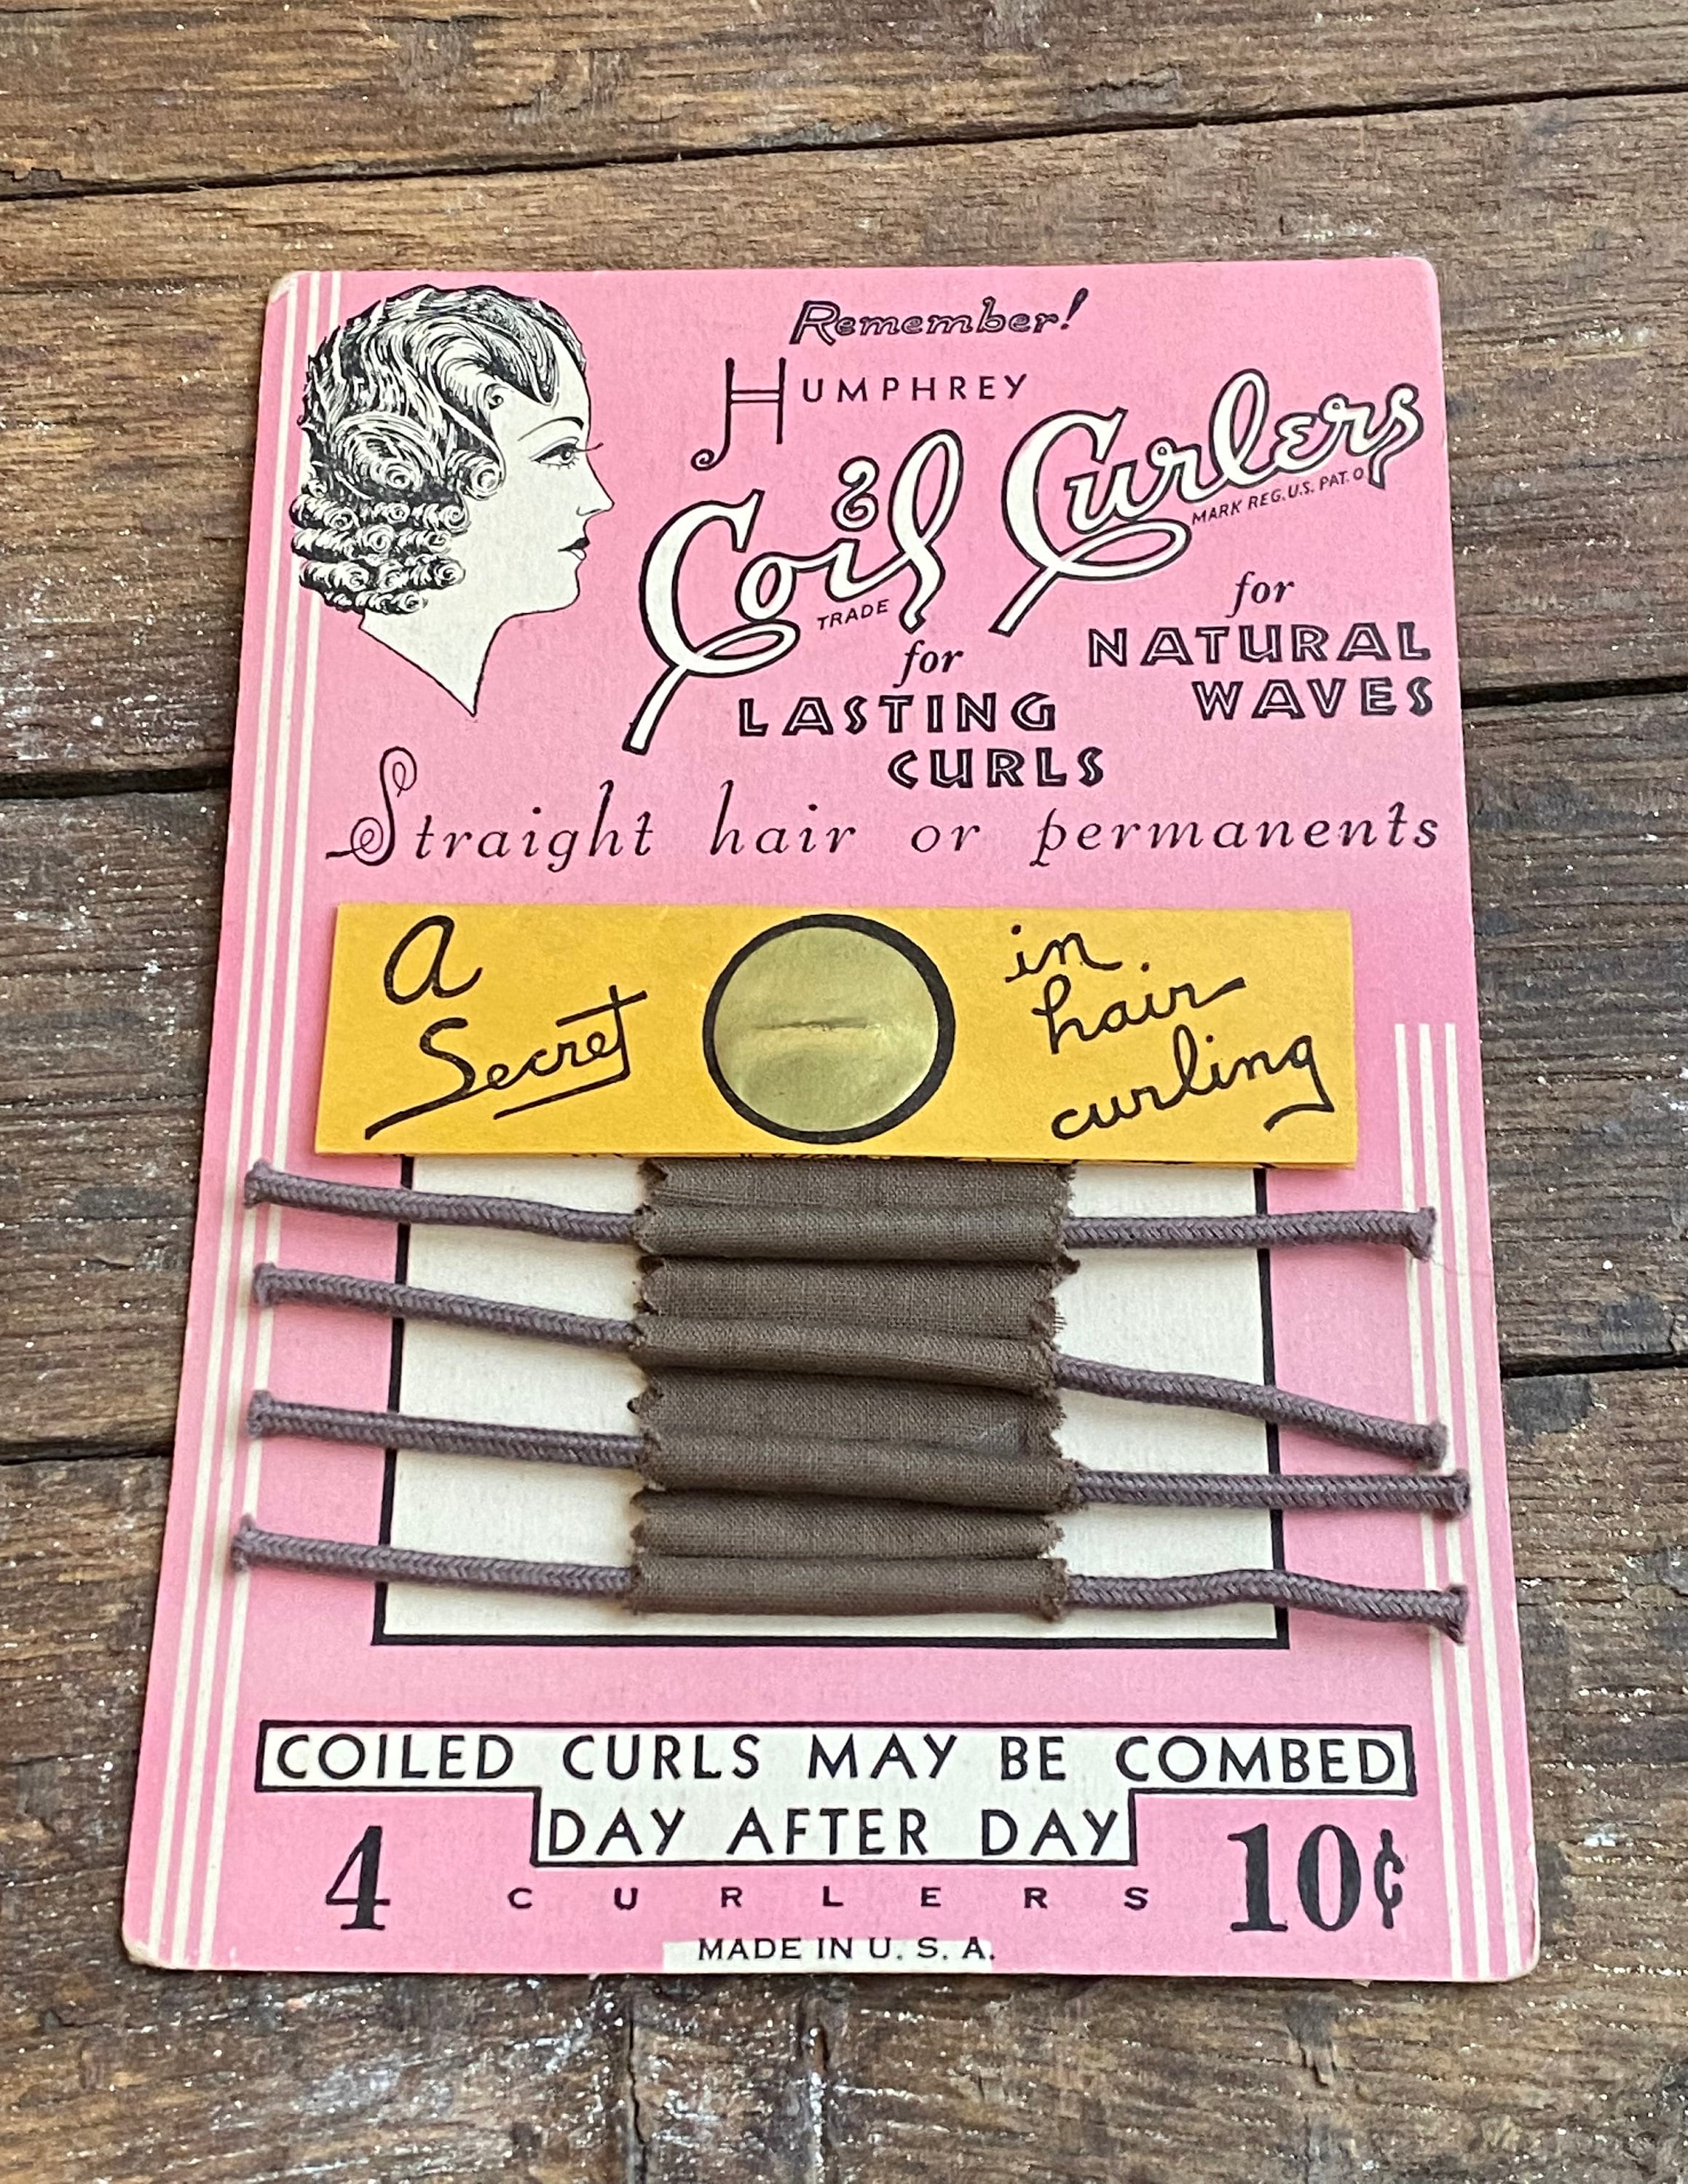 Remember!
HUMPHREY
Coil Curlers
TRADE MARK REG. U.S. PAT. O
for
LASTING
CURLS
for
NATURAL
WAVES
Straight hair or permanents
A
Secret
in
hair
curling
COILED CURLS MAY BE COMBED
DAY AFTER DAY
4 CURLERS 10¢
MADE IN U. S. A.